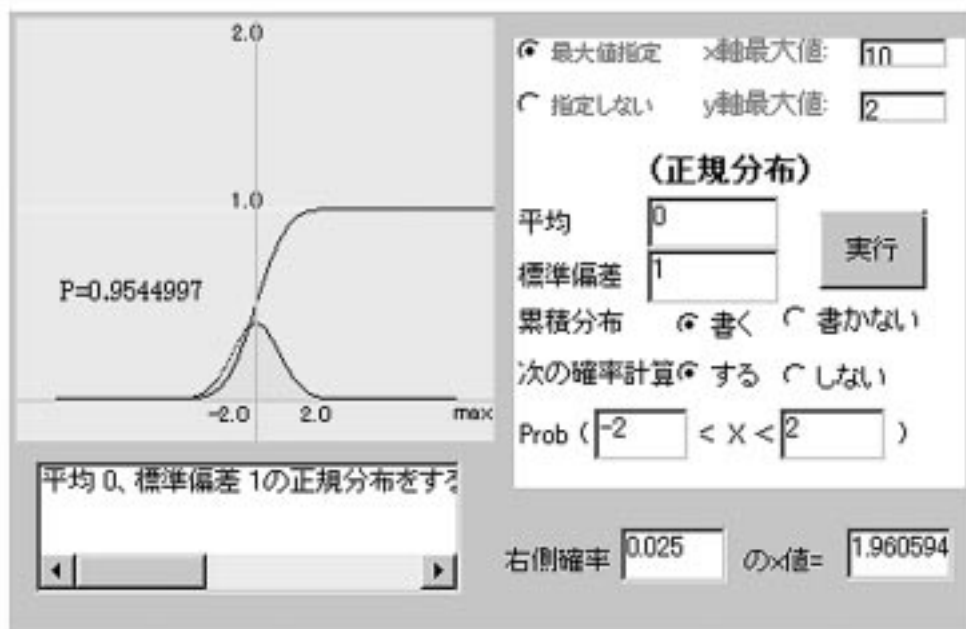 2.0
1.0
P=0.9544997
-2.0 2.0 max
平均 0、標準偏差 1の正規分布をする
最大値指定 x軸最大値: 10
指定しない y軸最大値: 2
(正規分布)
平均 0
実行
標準偏差 1
累積分布 書く 書かない
次の確率計算 する しない
Prob ( -2 < X < 2 )
右側確率 0.025 のx値= 1.960594